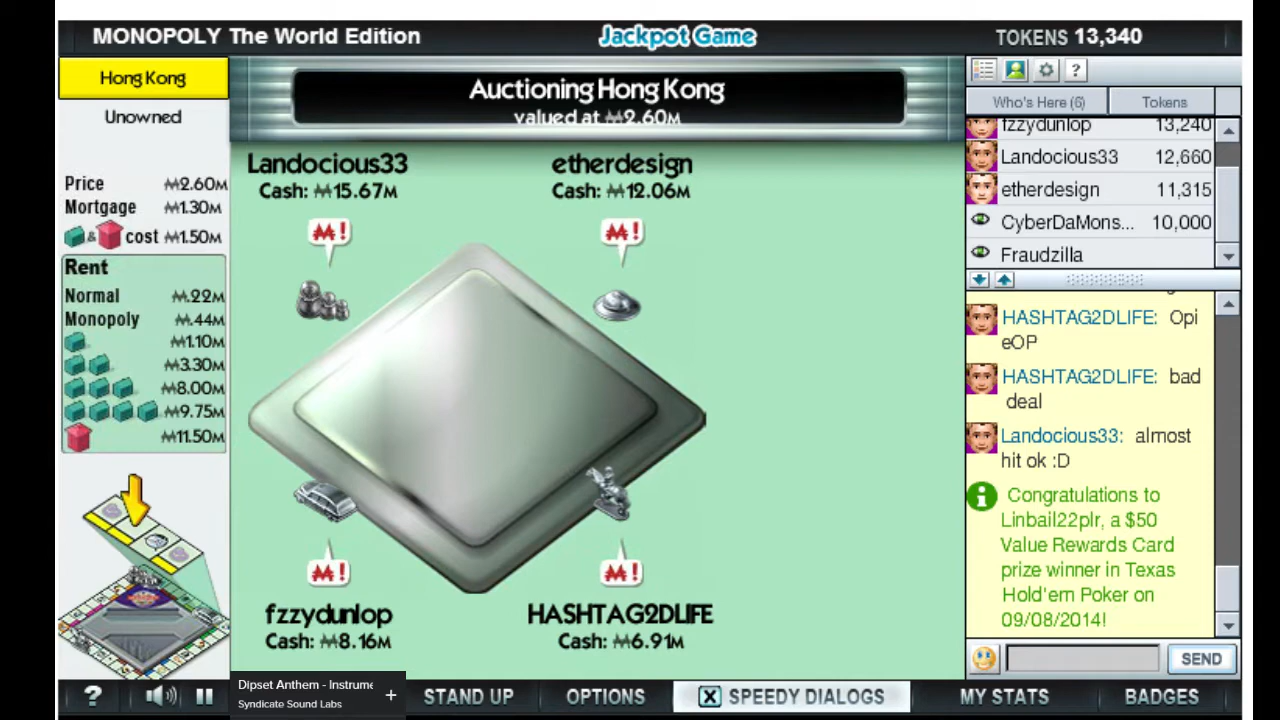 MONOPOLY The World Edition
Jackpot Game
TOKENS 13,340
Hong Kong
Unowned
Price ₩2.60M
Mortgage ₩1.30M
& cost ₩1.50M
Rent
Normal ₩.22M
Monopoly ₩.44M
₩1.10M
₩3.30M
₩8.00M
₩9.75M
₩11.50M
Auctioning Hong Kong
valued at ₩2.60M
Landocious33
Cash: ₩15.67M
etherdesign
Cash: ₩12.06M
M!
M!
M!
M!
fzzydunlop
Cash: ₩8.16M
HASHTAG2DLIFE
Cash: ₩6.91M
?
Who's Here (6)
Tokens
fzzydunlop 13,240
Landocious33 12,660
etherdesign 11,315
CyberDaMons... 10,000
Fraudzilla
HASHTAG2DLIFE: Opi
eOP
HASHTAG2DLIFE: bad
deal
Landocious33: almost
hit ok :D
Congratulations to
Linbail22plr, a $50
Value Rewards Card
prize winner in Texas
Hold'em Poker on
09/08/2014!
SEND
?
Dipset Anthem - Instrume
Syndicate Sound Labs
+
STAND UP
OPTIONS
X SPEEDY DIALOGS
MY STATS
BADGES